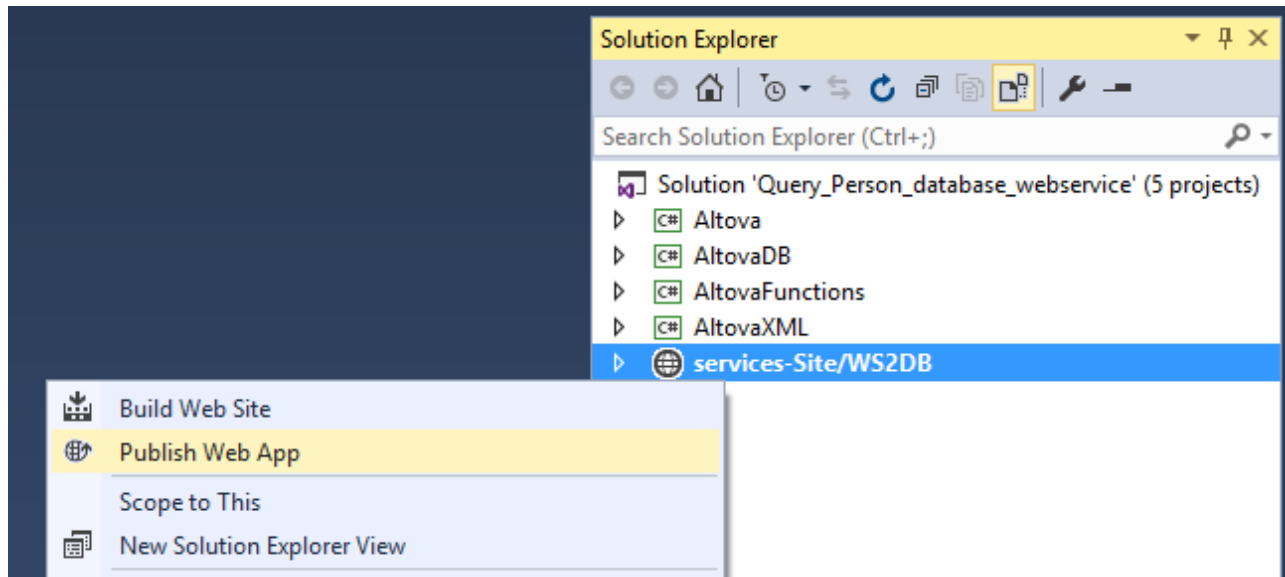 Solution Explorer
Search Solution Explorer (Ctrl+;)
Solution 'Query_Person_database_webservice' (5 projects)
C# Altova
C# AltovaDB
C# AltovaFunctions
C# AltovaXML
services-Site/WS2DB
Build Web Site
Publish Web App
Scope to This
New Solution Explorer View